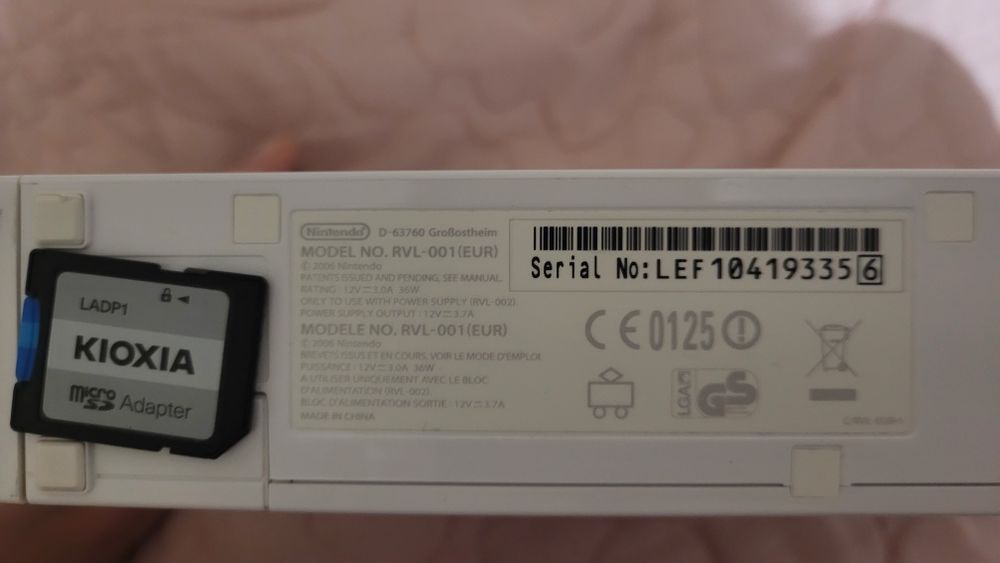 LADP1
KIOXIA
micro SD Adapter
Nintendo D-63760 Großostheim
MODEL NO. RVL-001(EUR)
© 2006 Nintendo
PATENTS ISSUED AND PENDING, SEE MANUAL.
RATING : 12V⎓3.0A 36W
ONLY TO USE WITH POWER SUPPLY (RVL-002).
POWER SUPPLY OUTPUT : 12V⎓3.7A
MODELE NO. RVL-001(EUR)
© 2006 Nintendo
BREVETS ISSUS ET EN COURS, VOIR LE MODE D'EMPLOI.
PUISSANCE : 12V⎓3.0A 36W
A UTILISER UNIQUEMENT AVEC LE BLOC
D'ALIMENTATION (RVL-002).
BLOC D'ALIMENTATION SORTIE : 12V⎓3.7A
MADE IN CHINA
Serial No:LEF104193356
CE0125
LGA
GS